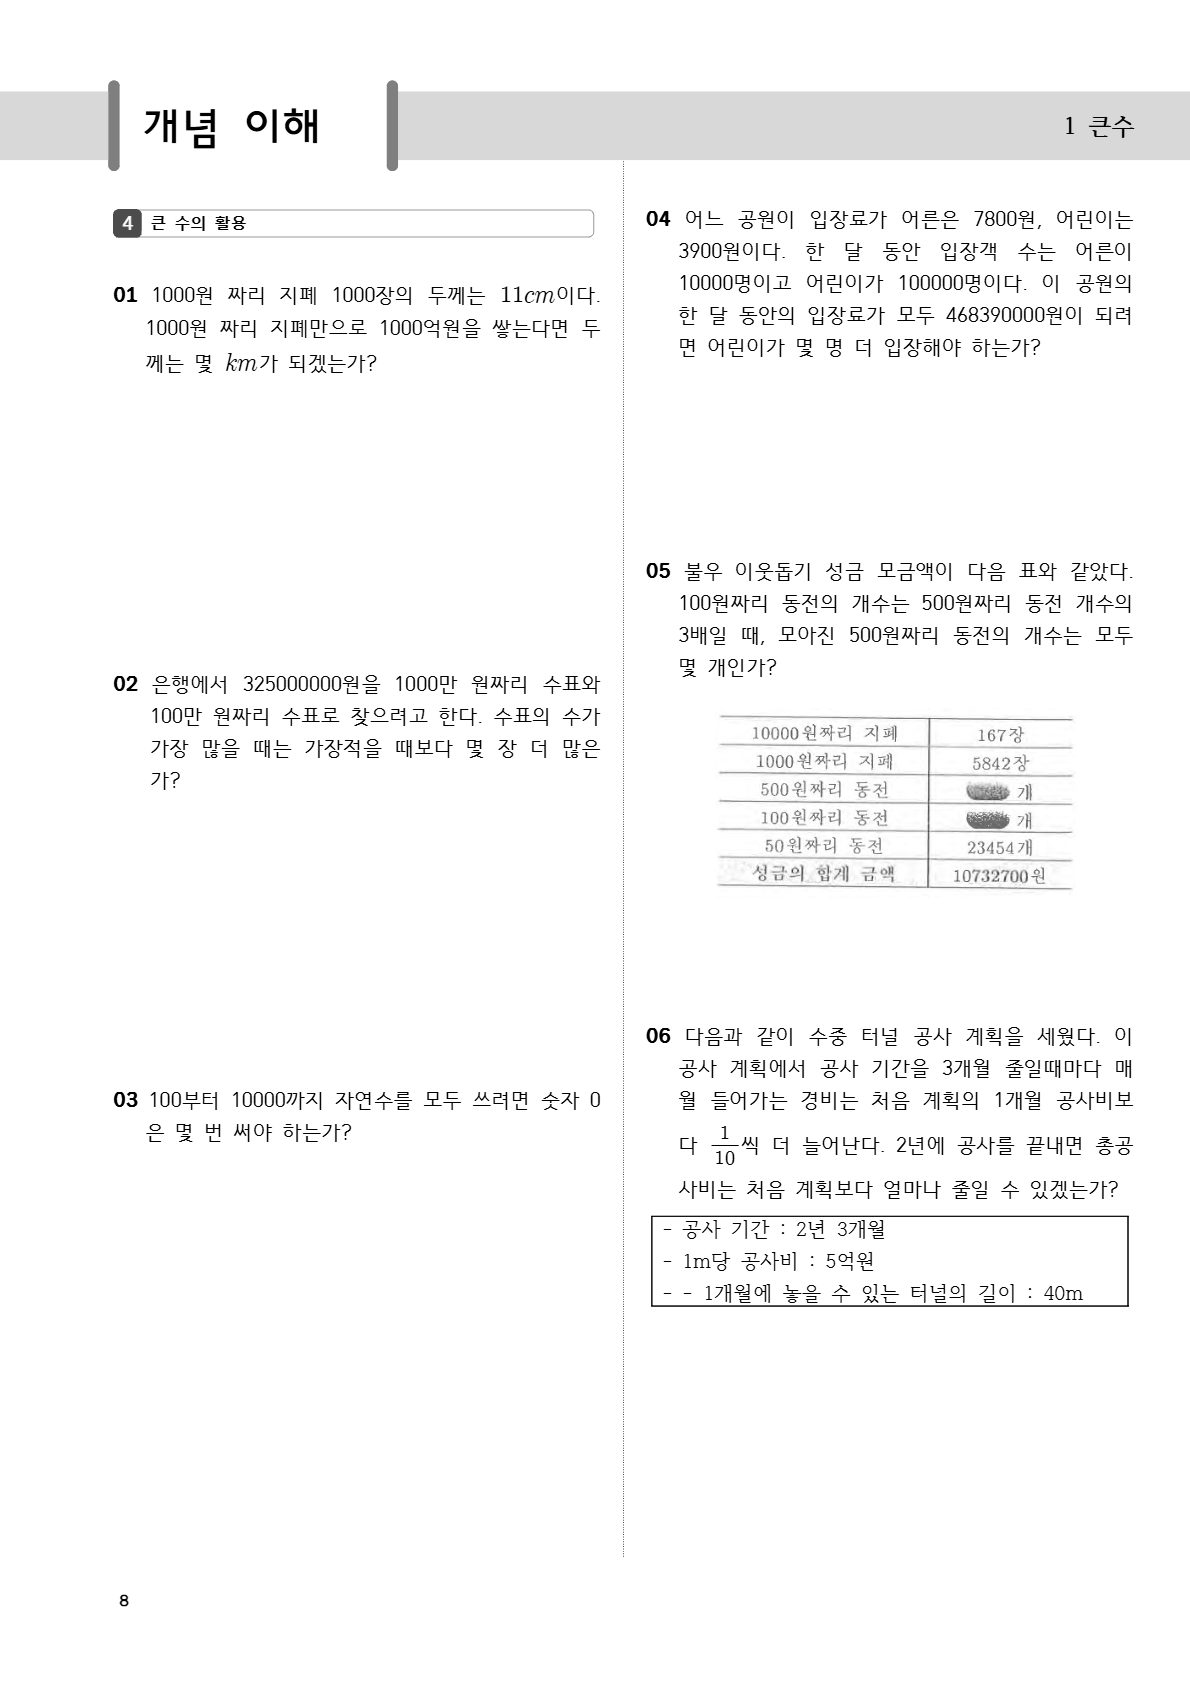 개념 이해
1 큰수
4 큰 수의 활용
01 1000원 짜리 지폐 1000장의 두께는 11cm이다.
1000원 짜리 지폐만으로 1000억원을 쌓는다면 두
께는 몇 km가 되겠는가?
02 은행에서 325000000원을 1000만 원짜리 수표와
100만 원짜리 수표로 찾으려고 한다. 수표의 수가
가장 많을 때는 가장적을 때보다 몇 장 더 많은
가?
03 100부터 10000까지 자연수를 모두 쓰려면 숫자 0
은 몇 번 써야 하는가?
04 어느 공원이 입장료가 어른은 7800원, 어린이는
3900원이다. 한 달 동안 입장객 수는 어른이
10000명이고 어린이가 100000명이다. 이 공원의
한 달 동안의 입장료가 모두 468390000원이 되려
면 어린이가 몇 명 더 입장해야 하는가?
05 불우 이웃돕기 성금 모금액이 다음 표와 같았다.
100원짜리 동전의 개수는 500원짜리 동전 개수의
3배일 때, 모아진 500원짜리 동전의 개수는 모두
몇 개인가?
10000원짜리 지폐 167장
1000원짜리 지폐 5842장
500원짜리 동전 개
100원짜리 동전 개
50원짜리 동전 23454개
성금의 합계 금액 10732700원
06 다음과 같이 수중 터널 공사 계획을 세웠다. 이
공사 계획에서 공사 기간을 3개월 줄일때마다 매
월 들어가는 경비는 처음 계획의 1개월 공사비보
다 1/10씩 더 늘어난다. 2년에 공사를 끝내면 총공
사비는 처음 계획보다 얼마나 줄일 수 있겠는가?
- 공사 기간 : 2년 3개월
- 1m당 공사비 : 5억원
- - 1개월에 놓을 수 있는 터널의 길이 : 40m
8